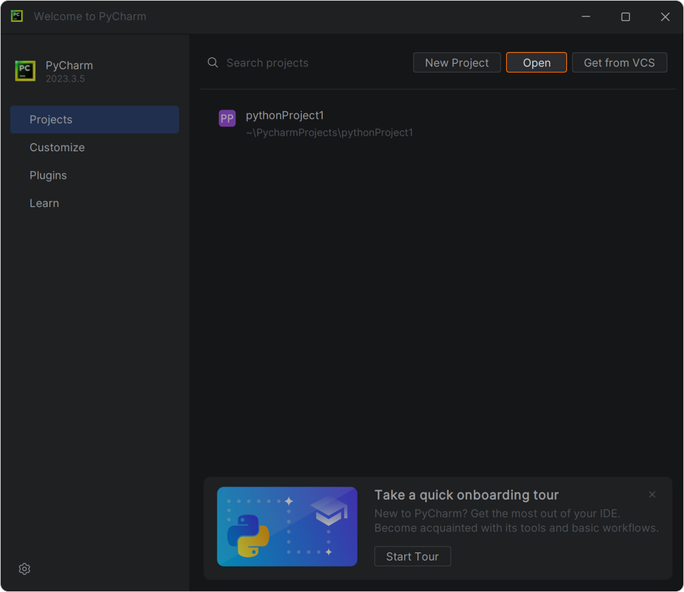 Welcome to PyCharm
PC
PyCharm
2023.3.5
Projects
Customize
Plugins
Learn
Search projects
New Project
Open
Get from VCS
PP
pythonProject1
~\PycharmProjects\pythonProject1
Take a quick onboarding tour
New to PyCharm? Get the most out of your IDE.
Become acquainted with its tools and basic workflows.
Start Tour